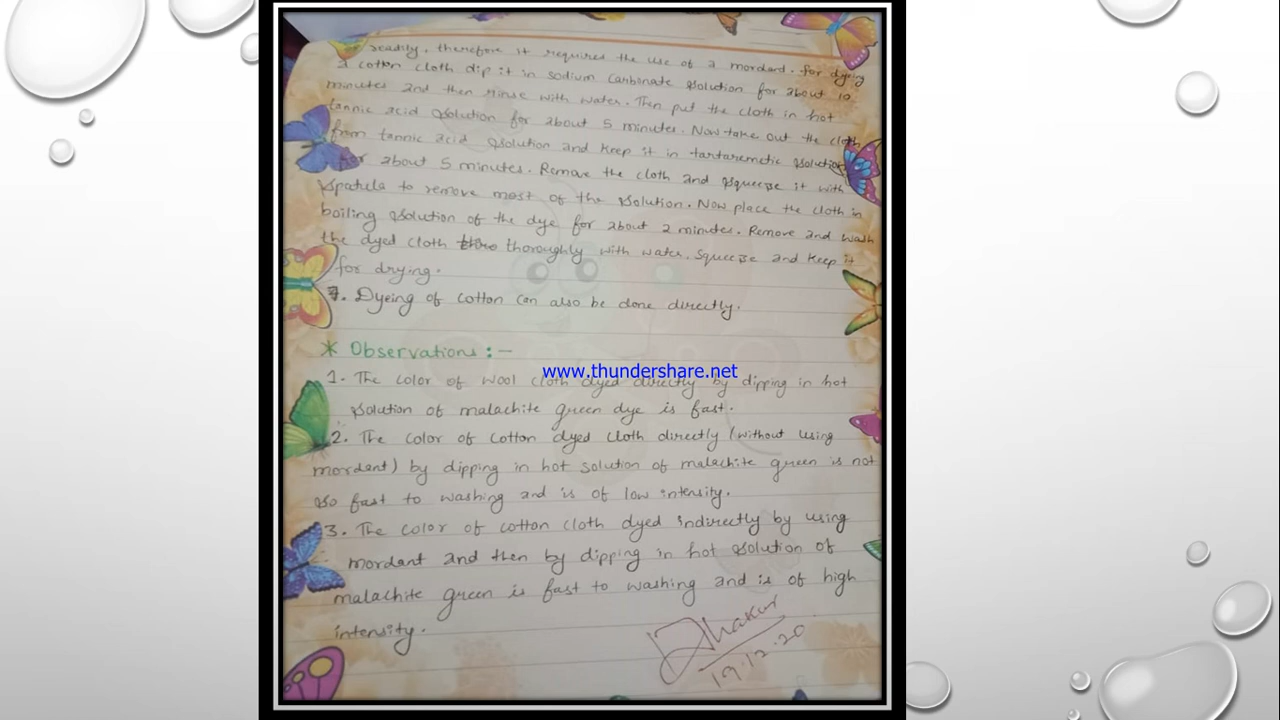 readily. therefore it requires the use of a mordant. for dyeing
a cotton cloth dip it in sodium carbonate solution for about 10
minutes and then rinse with water. Then put the cloth in hot
tannic acid solution for about 5 minutes. Now take out the cloth
from tannic acid solution and keep it in tartaremetic solution
for about 5 minutes. Remove the cloth and squeeze it with
spatula to remove most of the solution. Now place the cloth in
boiling solution of the dye for about 2 minutes. Remove and wash
the dyed cloth thoroughly with water. Squeeze and keep it
for drying.
7. Dyeing of cotton can also be done directly.
* Observations :-
www.thundershare.net
1. The color of wool cloth dyed directly by dipping in hot
solution of malachite green dye is fast.
2. The color of cotton dyed cloth directly (without using
mordant) by dipping in hot solution of malachite green is not
so fast to washing and is of low intensity.
3. The color of cotton cloth dyed indirectly by using
mordant and then by dipping in hot solution of
malachite green is fast to washing and is of high
intensity.
Dhakur
19.12.20